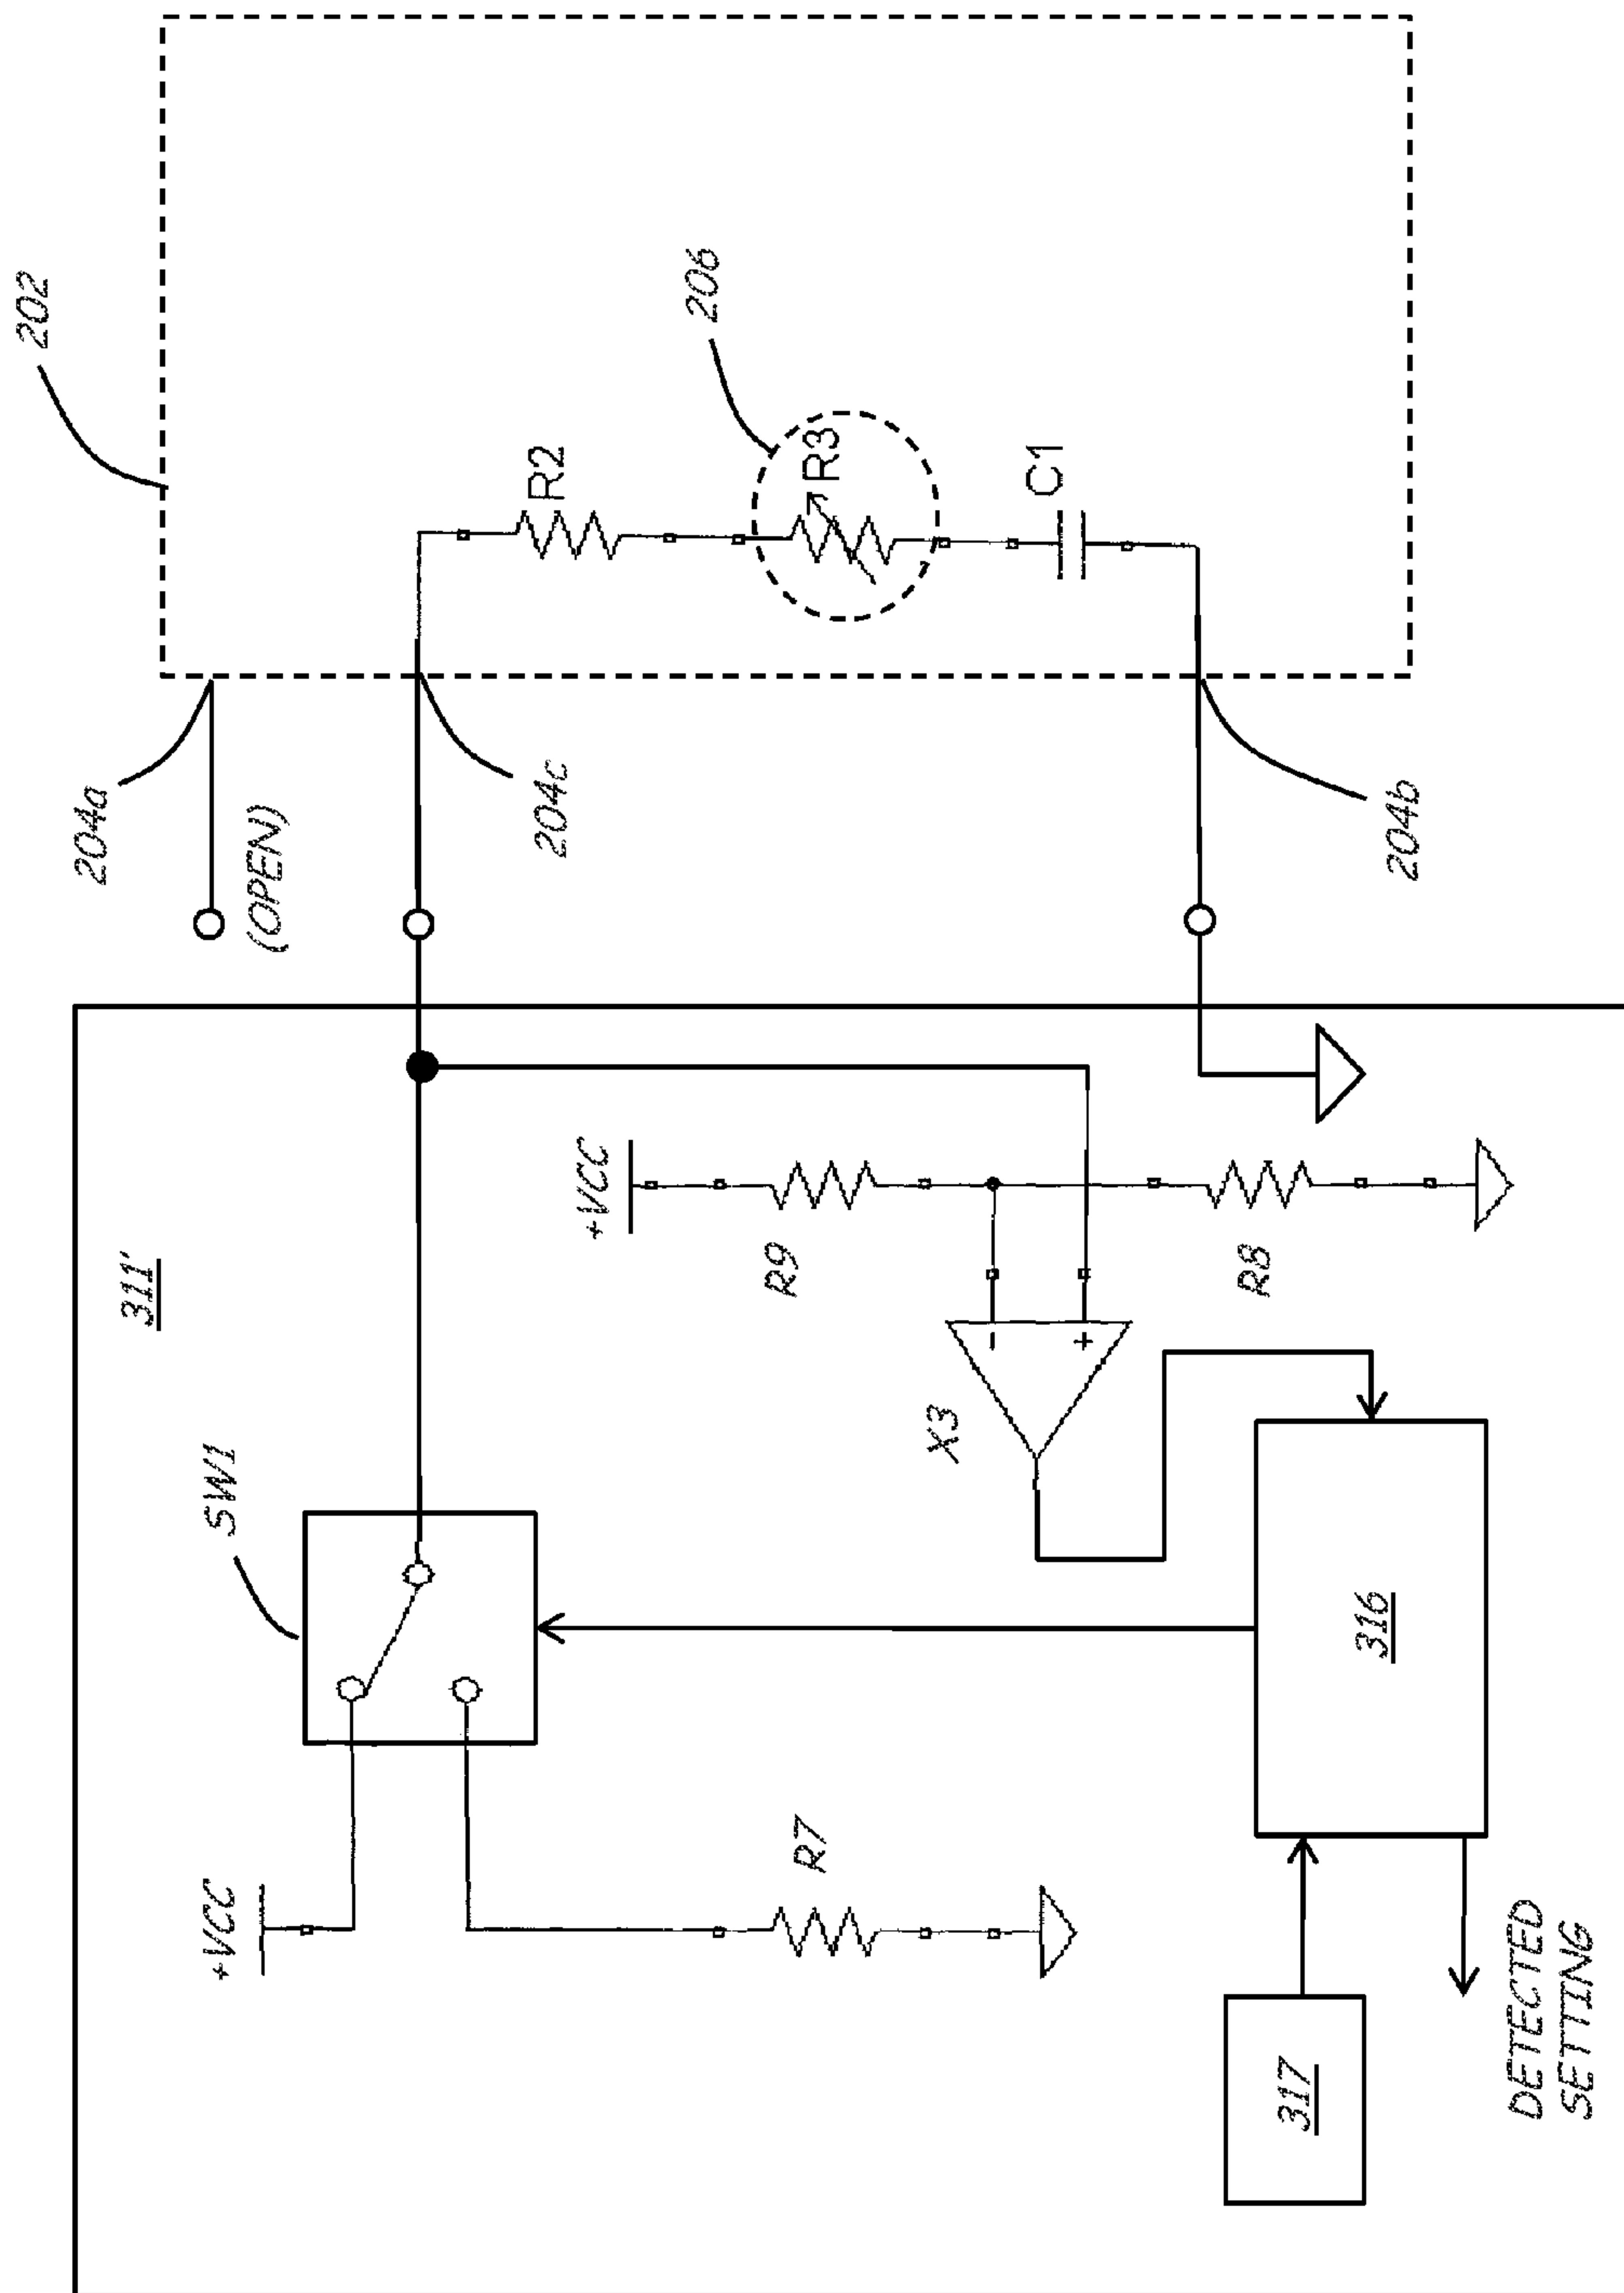 202
204a
(OPEN)
204c
R2
206
R3
C1
204b
311'
SW1
+VCC
R7
+VCC
R9
R8
X3
-
+
316
317
DETECTED
SETTING